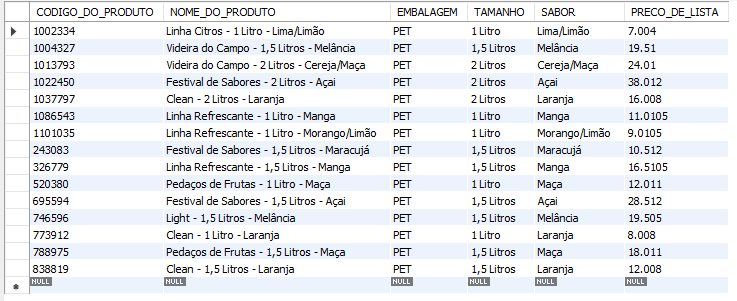 CODIGO_DO_PRODUTO NOME_DO_PRODUTO EMBALAGEM TAMANHO SABOR PRECO_DE_LISTA
1002334 Linha Citros - 1 Litro - Lima/Limão PET 1 Litro Lima/Limão 7.004
1004327 Videira do Campo - 1,5 Litros - Melância PET 1,5 Litros Melância 19.51
1013793 Videira do Campo - 2 Litros - Cereja/Maça PET 2 Litros Cereja/Maça 24.01
1022450 Festival de Sabores - 2 Litros - Açai PET 2 Litros Açai 38.012
1037797 Clean - 2 Litros - Laranja PET 2 Litros Laranja 16.008
1086543 Linha Refrescante - 1 Litro - Manga PET 1 Litro Manga 11.0105
1101035 Linha Refrescante - 1 Litro - Morango/Limão PET 1 Litro Morango/Limão 9.0105
243083 Festival de Sabores - 1,5 Litros - Maracujá PET 1,5 Litros Maracujá 10.512
326779 Linha Refrescante - 1,5 Litros - Manga PET 1,5 Litros Manga 16.5105
520380 Pedaços de Frutas - 1 Litro - Maça PET 1 Litro Maça 12.011
695594 Festival de Sabores - 1,5 Litros - Açai PET 1,5 Litros Açai 28.512
746596 Light - 1,5 Litros - Melância PET 1,5 Litros Melância 19.505
773912 Clean - 1 Litro - Laranja PET 1 Litro Laranja 8.008
788975 Pedaços de Frutas - 1,5 Litros - Maça PET 1,5 Litros Maça 18.011
838819 Clean - 1,5 Litros - Laranja PET 1,5 Litros Laranja 12.008
NULL NULL NULL NULL NULL NULL